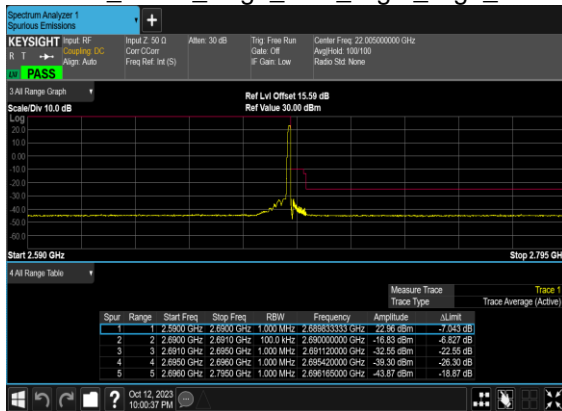 Spectrum Analyzer 1
Spurious Emissions
KEYSIGHT Input: RF Input Z: 50 Ω Atten: 30 dB Trig: Free Run Center Freq: 22.005000000 GHz
R T Coupling: DC Corr CCorr Gate: Off Avg|Hold: 100/100
Align: Auto Freq Ref: Int (S) IF Gain: Low Radio Std: None
PASS
3 All Range Graph
Ref Lvl Offset 15.59 dB
Scale/Div 10.0 dB Ref Value 30.00 dBm
Log
20.0
10.0
0.00
-10.0
-20.0
-30.0
-40.0
-50.0
-60.0
Start 2.590 GHz Stop 2.795 GH
4 All Range Table
Measure Trace Trace 1
Trace Type Trace Average (Active)
Spur Range Start Freq Stop Freq RBW Frequency Amplitude ΔLimit
1 1 2.5900 GHz 2.6900 GHz 1.000 MHz 2.689833333 GHz 22.96 dBm -7.043 dB
2 2 2.6900 GHz 2.6910 GHz 100.0 kHz 2.690000000 GHz -16.83 dBm -6.827 dB
3 3 2.6910 GHz 2.6950 GHz 1.000 MHz 2.691120000 GHz -32.55 dBm -22.55 dB
4 4 2.6950 GHz 2.6960 GHz 1.000 MHz 2.695420000 GHz -39.30 dBm -26.30 dB
5 5 2.6960 GHz 2.7950 GHz 1.000 MHz 2.696165000 GHz -43.87 dBm -18.87 dB
? Oct 12, 2023
10:00:37 PM